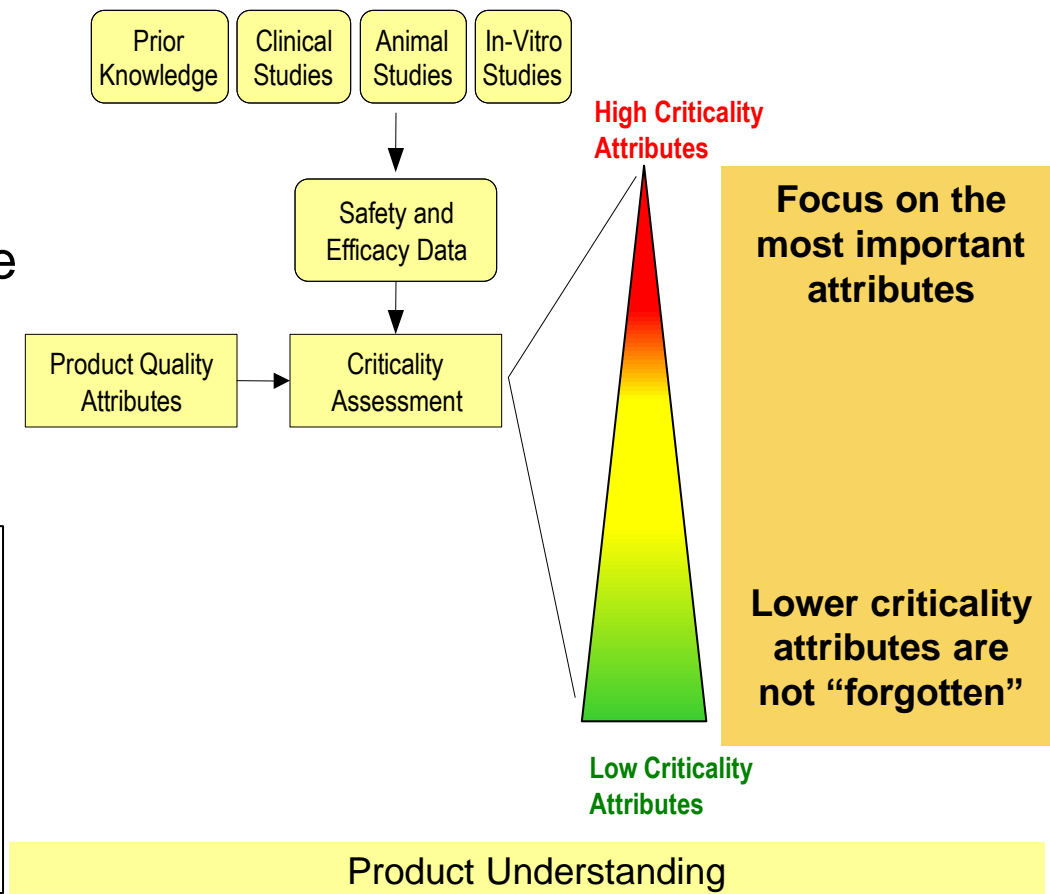 Prior
Knowledge
Clinical
Studies
Animal
Studies
In-Vitro
Studies
High Criticality
Attributes
Safety and
Efficacy Data
Focus on the
most important
attributes
e
Product Quality
Attributes
Criticality
Assessment
Lower criticality
attributes are
not “forgotten”
Low Criticality
Attributes
Product Understanding